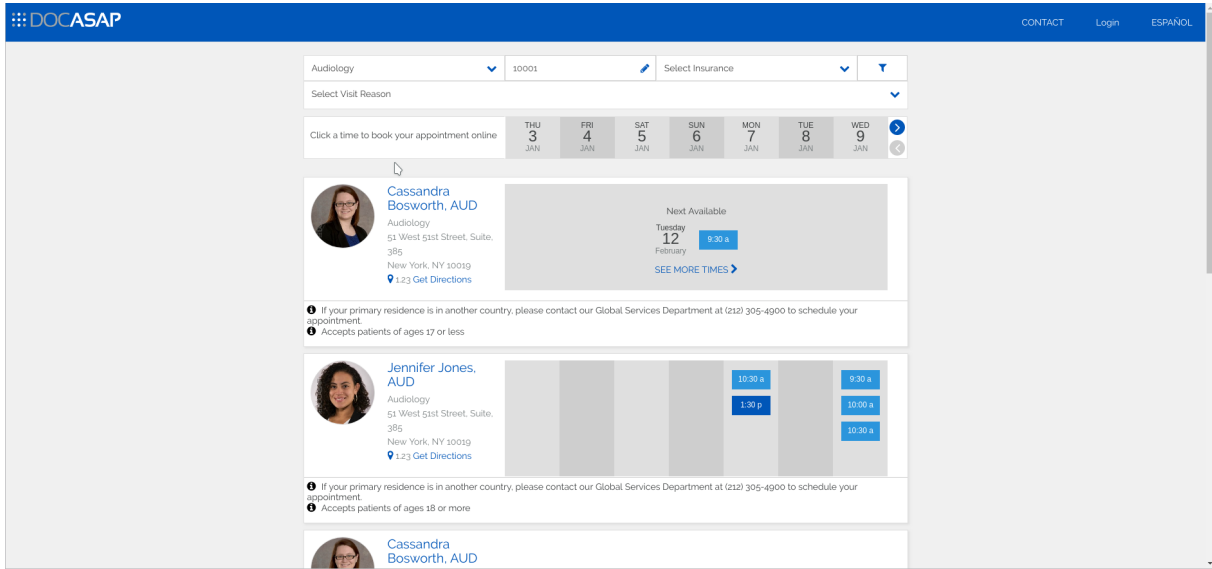 DOCASAP
CONTACT Login ESPAÑOL
Audiology 10001 Select Insurance
Select Visit Reason
Click a time to book your appointment online
THU FRI SAT SUN MON TUE WED
3 4 5 6 7 8 9
JAN JAN JAN JAN JAN JAN JAN
Cassandra
Bosworth, AUD
Audiology
51 West 51st Street, Suite,
385
New York, NY 10019
1.23 Get Directions
Next Available
Tuesday
12
February
9:30 a
SEE MORE TIMES
If your primary residence is in another country, please contact our Global Services Department at (212) 305-4900 to schedule your
appointment.
Accepts patients of ages 17 or less
Jennifer Jones,
AUD
Audiology
51 West 51st Street, Suite,
385
New York, NY 10019
1.23 Get Directions
10:30 a 9:30 a
1:30 p 10:00 a
10:30 a
If your primary residence is in another country, please contact our Global Services Department at (212) 305-4900 to schedule your
appointment.
Accepts patients of ages 18 or more
Cassandra
Bosworth, AUD